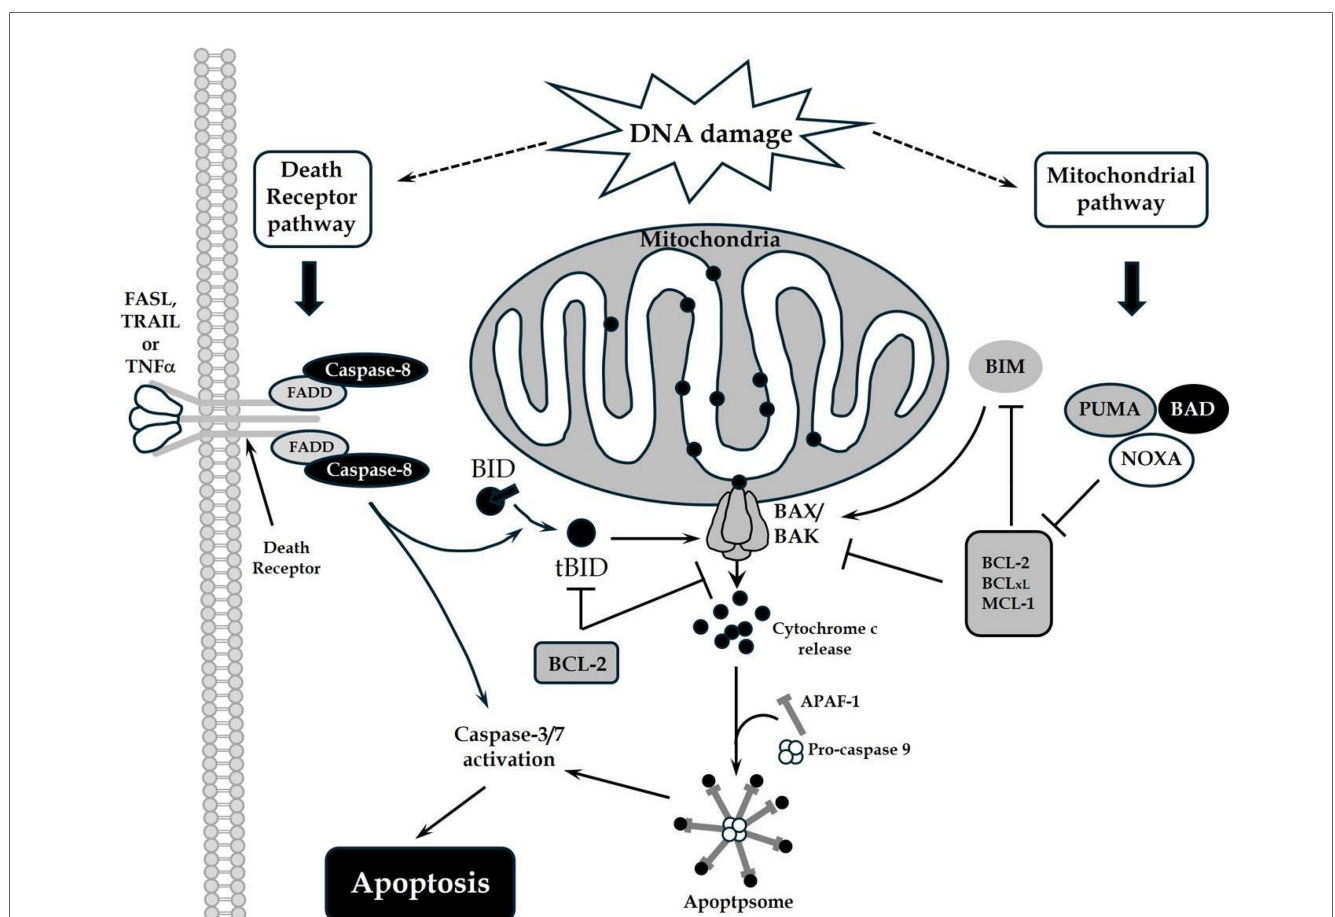 DNA damage
Death
Receptor
pathway
Mitochondrial
pathway
Mitochondria
FASL,
TRAIL
or
TNFα
Caspase-8
FADD
FADD
Caspase-8
BIM
PUMA
BAD
NOXA
BID
BAX/
BAK
Death
Receptor
tBID
BCL-2
BCLxL
MCL-1
Cytochrome c
release
BCL-2
APAF-1
Caspase-3/7
activation
Pro-caspase 9
Apoptosis
Apoptpsome